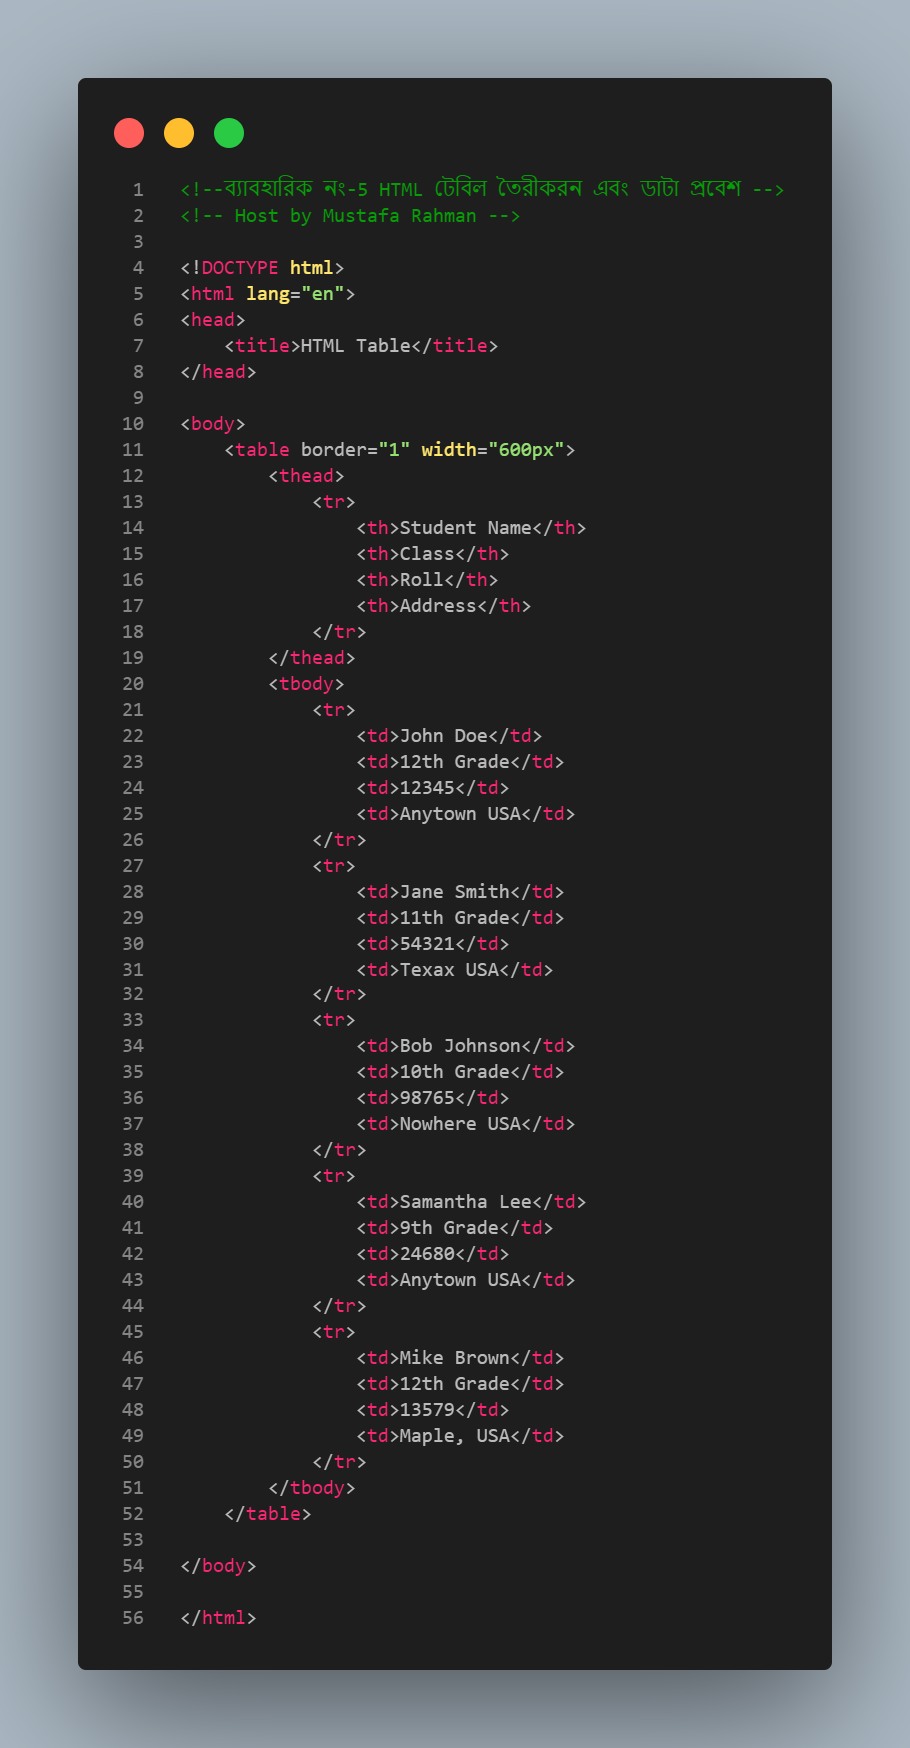 1 <!--ব্যাবহারিক নং-5 HTML টেবিল তৈরীকরন এবং ডাটা প্রবেশ -->
2 <!-- Host by Mustafa Rahman -->
3
4 <!DOCTYPE html>
5 <html lang="en">
6 <head>
7     <title>HTML Table</title>
8 </head>
9
10 <body>
11     <table border="1" width="600px">
12         <thead>
13             <tr>
14                 <th>Student Name</th>
15                 <th>Class</th>
16                 <th>Roll</th>
17                 <th>Address</th>
18             </tr>
19         </thead>
20         <tbody>
21             <tr>
22                 <td>John Doe</td>
23                 <td>12th Grade</td>
24                 <td>12345</td>
25                 <td>Anytown USA</td>
26             </tr>
27             <tr>
28                 <td>Jane Smith</td>
29                 <td>11th Grade</td>
30                 <td>54321</td>
31                 <td>Texax USA</td>
32             </tr>
33             <tr>
34                 <td>Bob Johnson</td>
35                 <td>10th Grade</td>
36                 <td>98765</td>
37                 <td>Nowhere USA</td>
38             </tr>
39             <tr>
40                 <td>Samantha Lee</td>
41                 <td>9th Grade</td>
42                 <td>24680</td>
43                 <td>Anytown USA</td>
44             </tr>
45             <tr>
46                 <td>Mike Brown</td>
47                 <td>12th Grade</td>
48                 <td>13579</td>
49                 <td>Maple, USA</td>
50             </tr>
51         </tbody>
52     </table>
53
54 </body>
55
56 </html>